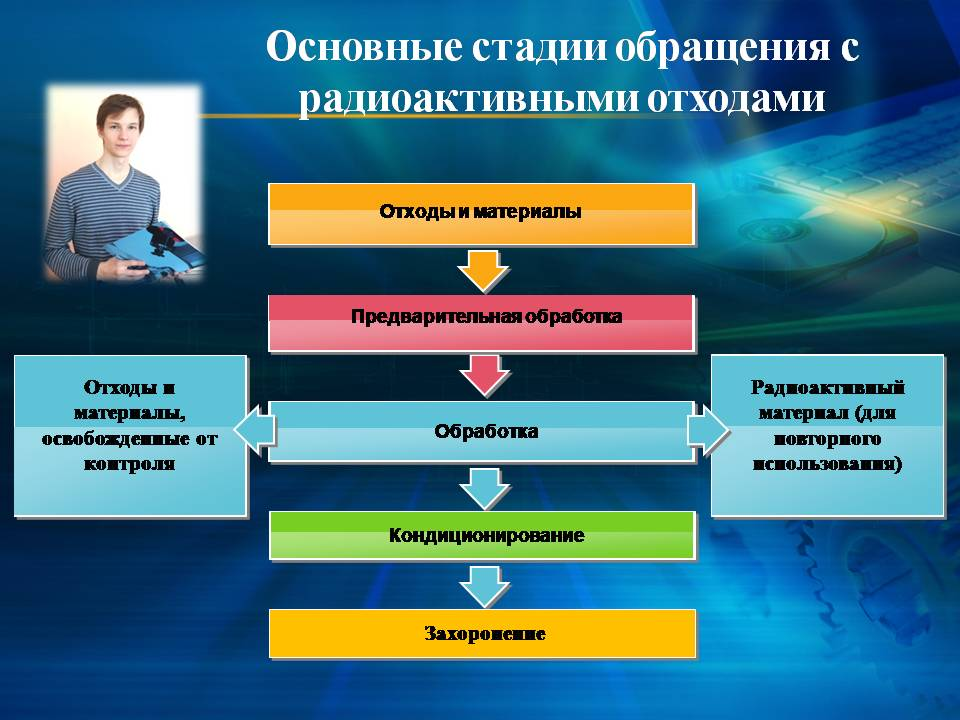 Основные стадии обращения с
радиоактивными отходами
Отходы и материалы
Предварительная обработка
Отходы и
материалы,
освобожденные от
контроля
Обработка
Радиоактивный
материал (для
повторного
использования)
Кондиционирование
Захоронение